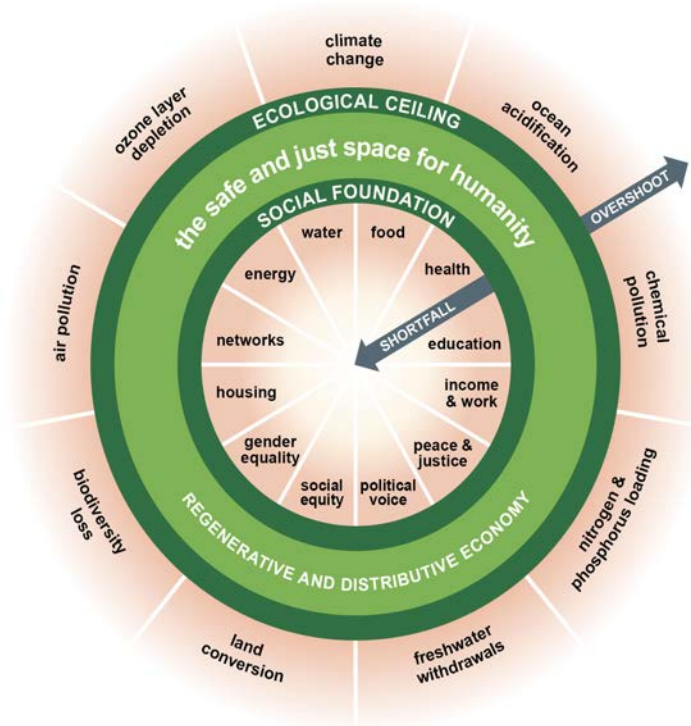 climate
change
ocean
acidification
chemical
pollution
nitrogen &
phosphorus loading
freshwater
withdrawals
land
conversion
biodiversity
loss
air pollution
ozone layer
depletion
ECOLOGICAL CEILING
the safe and just space for humanity
SOCIAL FOUNDATION
OVERSHOOT
SHORTFALL
water
food
health
education
income
& work
peace &
justice
political
voice
social
equity
gender
equality
housing
networks
energy
REGENERATIVE AND DISTRIBUTIVE ECONOMY